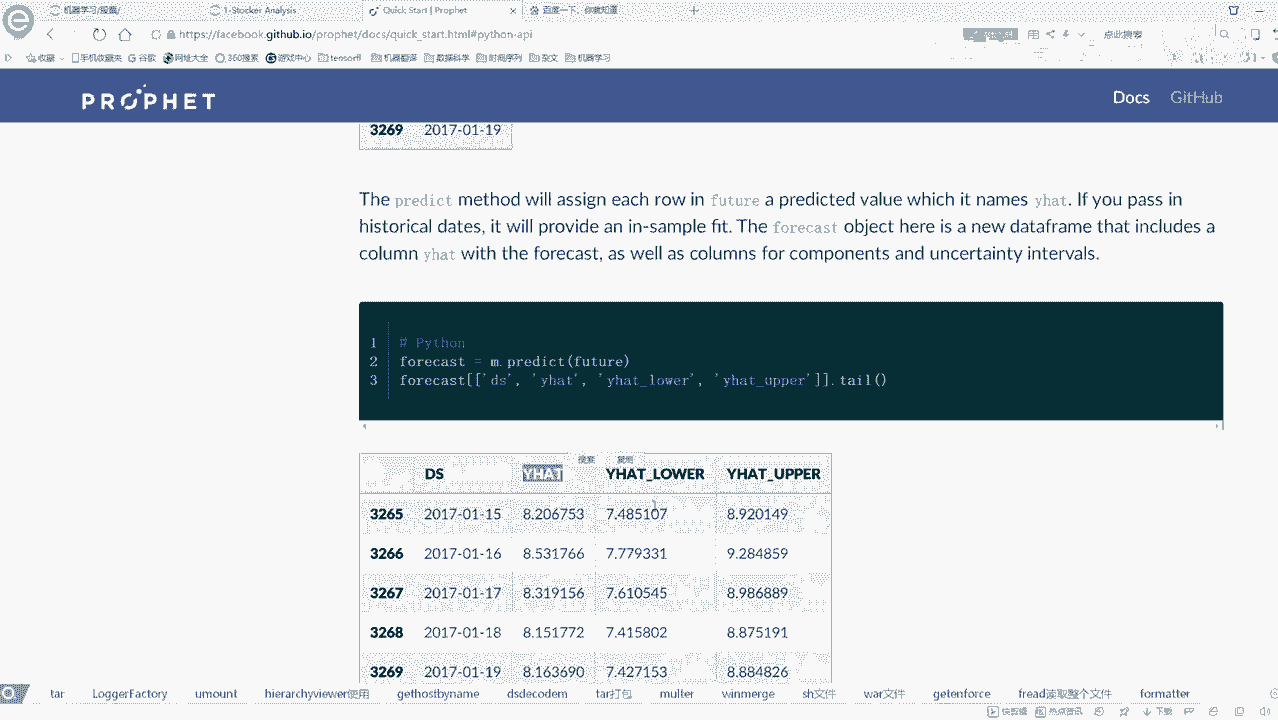 机器学习/股票/
1-Stocker Analysis
Quick Start | Prophet
百度一下，你就知道
https://facebook.github.io/prophet/docs/quick_start.html#python-api
点此搜索
收藏 手机收藏夹 谷歌 网址大全 360搜索 游戏中心 tensorfl 机器翻译 数据科学 时间序列 杂文 机器学习
PROPHET
Docs GitHub
3269 2017-01-19
The predict method will assign each row in future a predicted value which it names yhat. If you pass in
historical dates, it will provide an in-sample fit. The forecast object here is a new dataframe that includes a
column yhat with the forecast, as well as columns for components and uncertainty intervals.
1 # Python
2 forecast = m.predict(future)
3 forecast[['ds', 'yhat', 'yhat_lower', 'yhat_upper']].tail()
搜索 复制
DS YHAT YHAT_LOWER YHAT_UPPER
3265 2017-01-15 8.206753 7.485107 8.920149
3266 2017-01-16 8.531766 7.779331 9.284859
3267 2017-01-17 8.319156 7.610545 8.986889
3268 2017-01-18 8.151772 7.415802 8.875191
3269 2017-01-19 8.163690 7.427153 8.884826
tar LoggerFactory umount hierarchyviewer使用 gethostbyname dsdecodem tar打包 multer winmerge sh文件 war文件 getenforce fread读取整个文件 formatter
快剪辑 热点资讯 下载